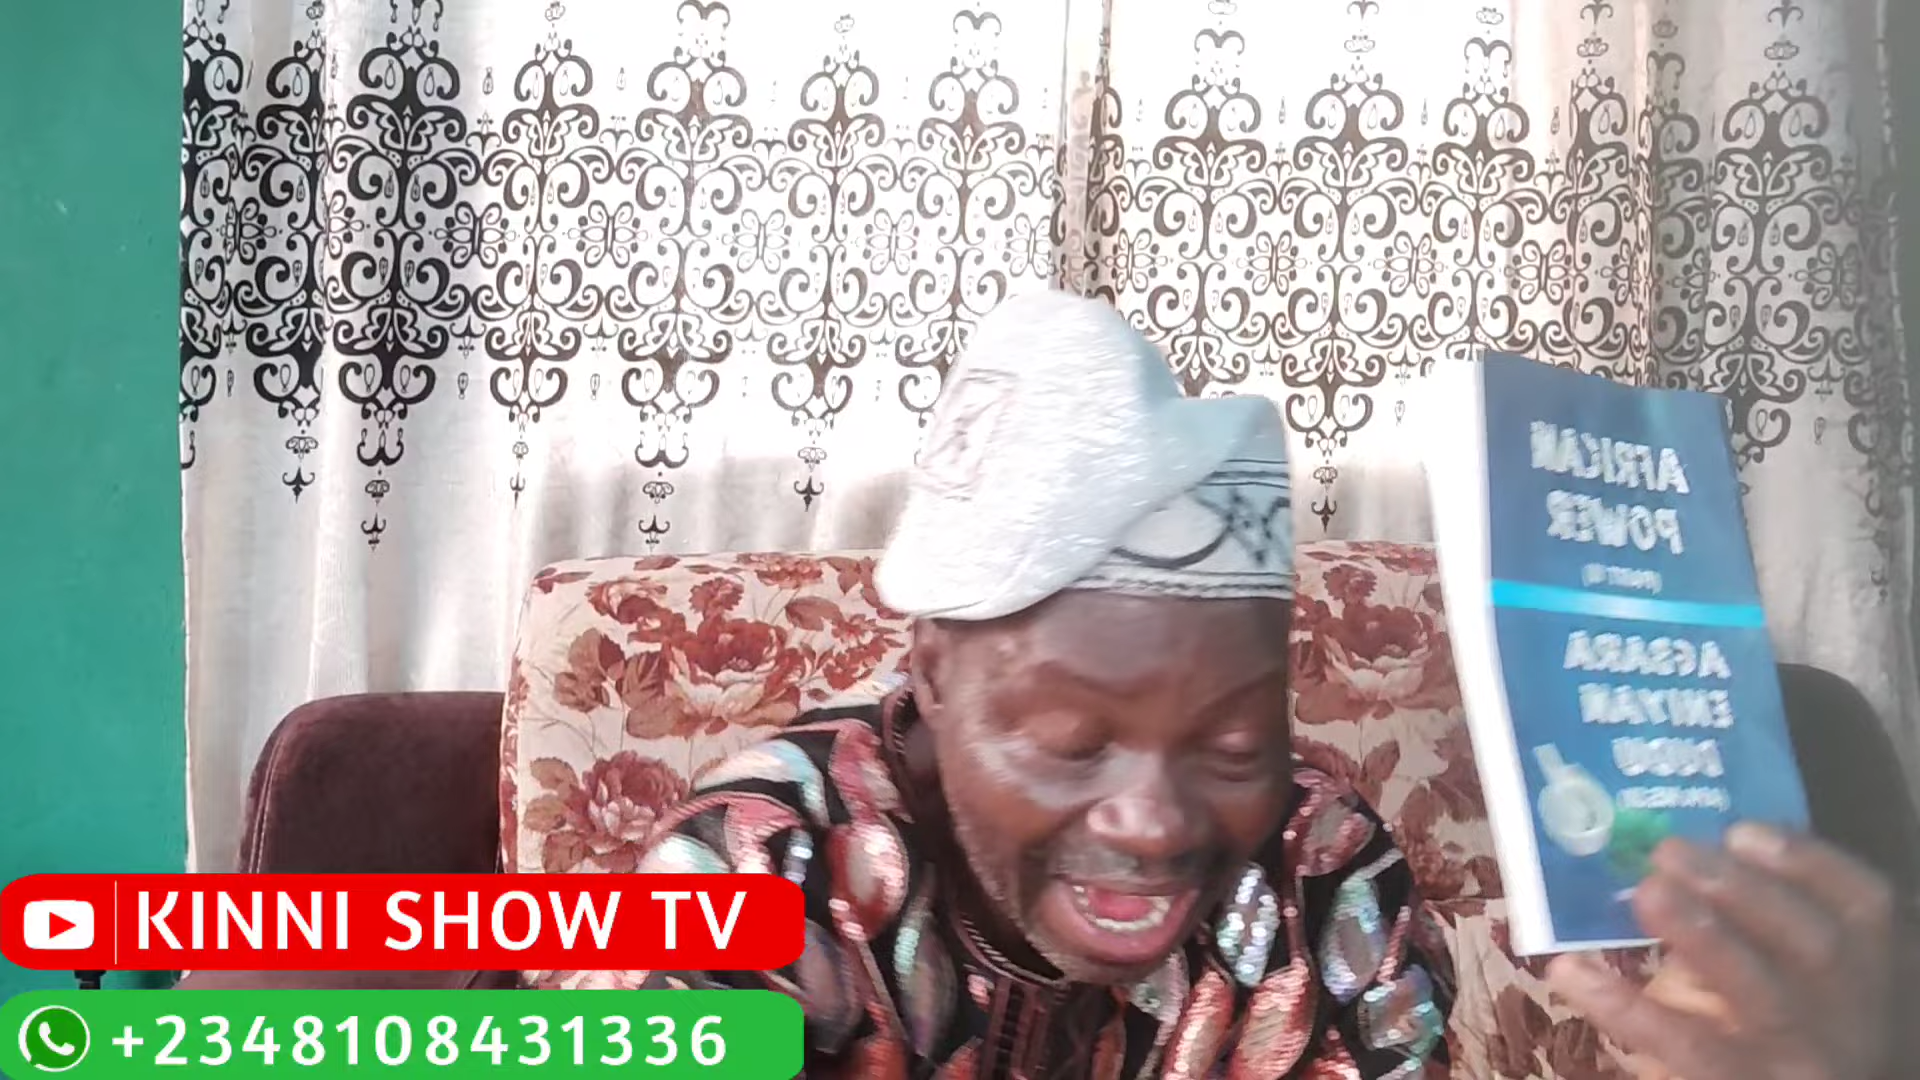 AFRICAN
POWER
AGBARA
ENIYAN
DUDU
KINNI SHOW TV
+2348108431336